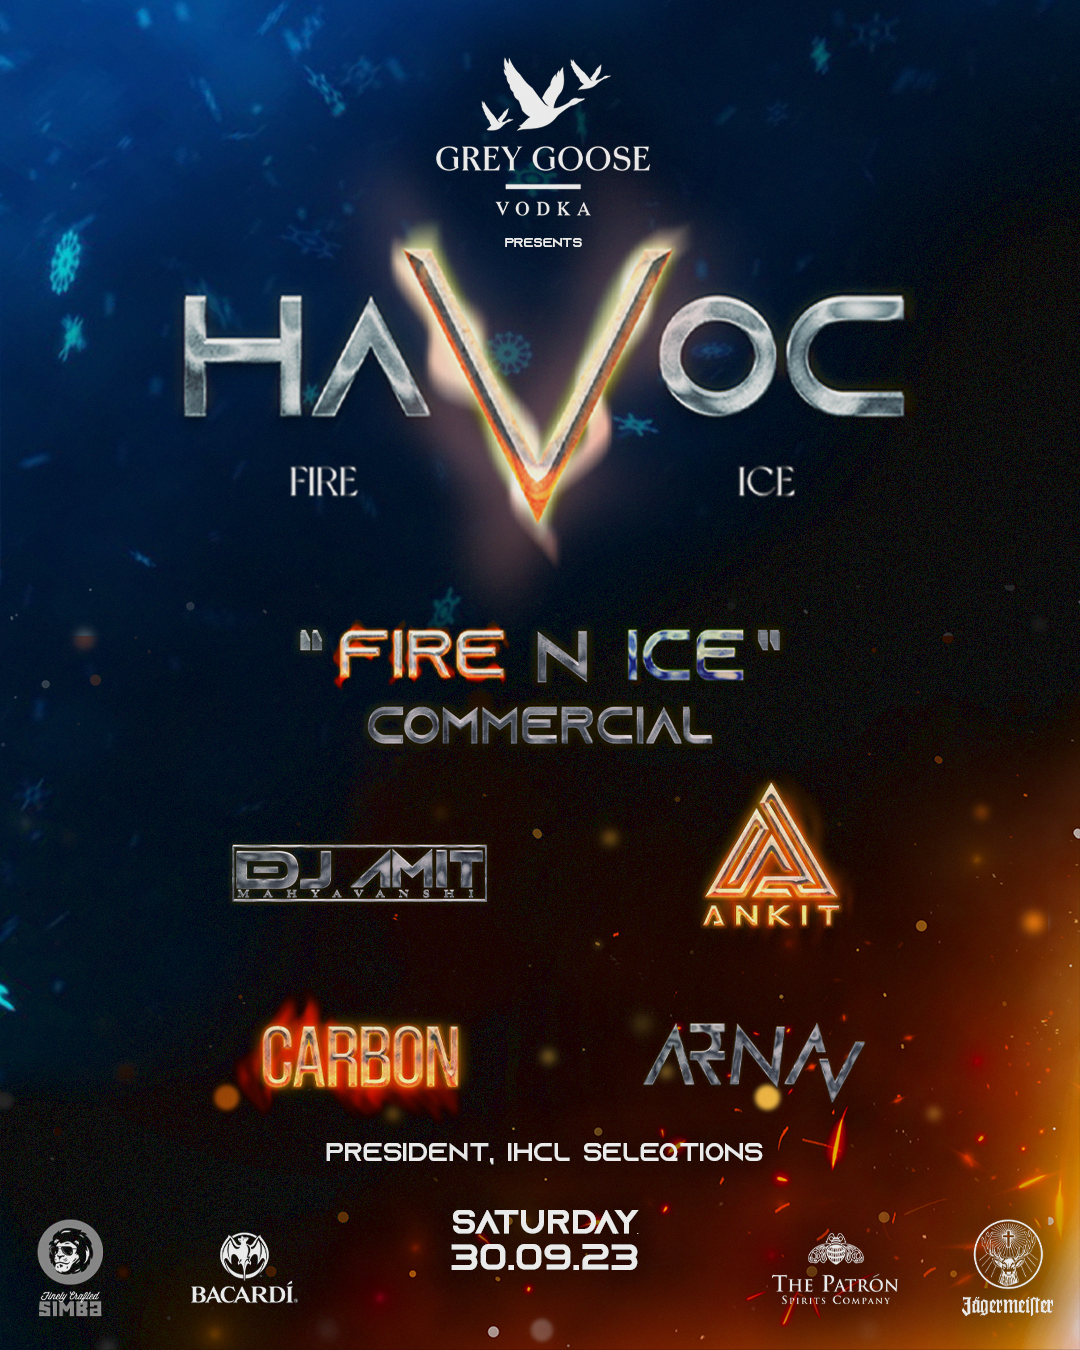 GREY GOOSE
VODKA
PRESENTS
HAVOC
FIRE ICE
"FIRE N ICE"
COMMERCIAL
DJ AMIT
MAHYAVANSHI
ANKIT
CARBON
ARNAV
PRESIDENT, IHCL SELEQTIONS
SATURDAY
30.09.23
Finely Crafted
SIMBA
BACARDÍ®
THE PATRÓN
SPIRITS COMPANY
Jägermeiſter